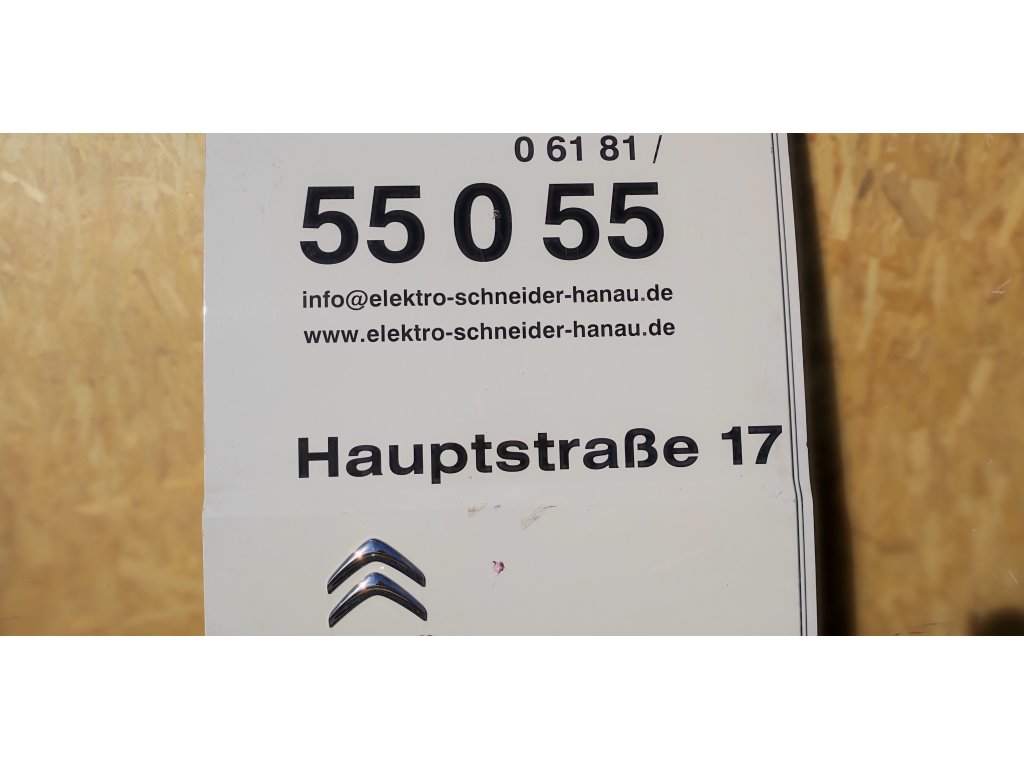 0 61 81 /
55 0 55
info@elektro-schneider-hanau.de
www.elektro-schneider-hanau.de
Hauptstraße 17